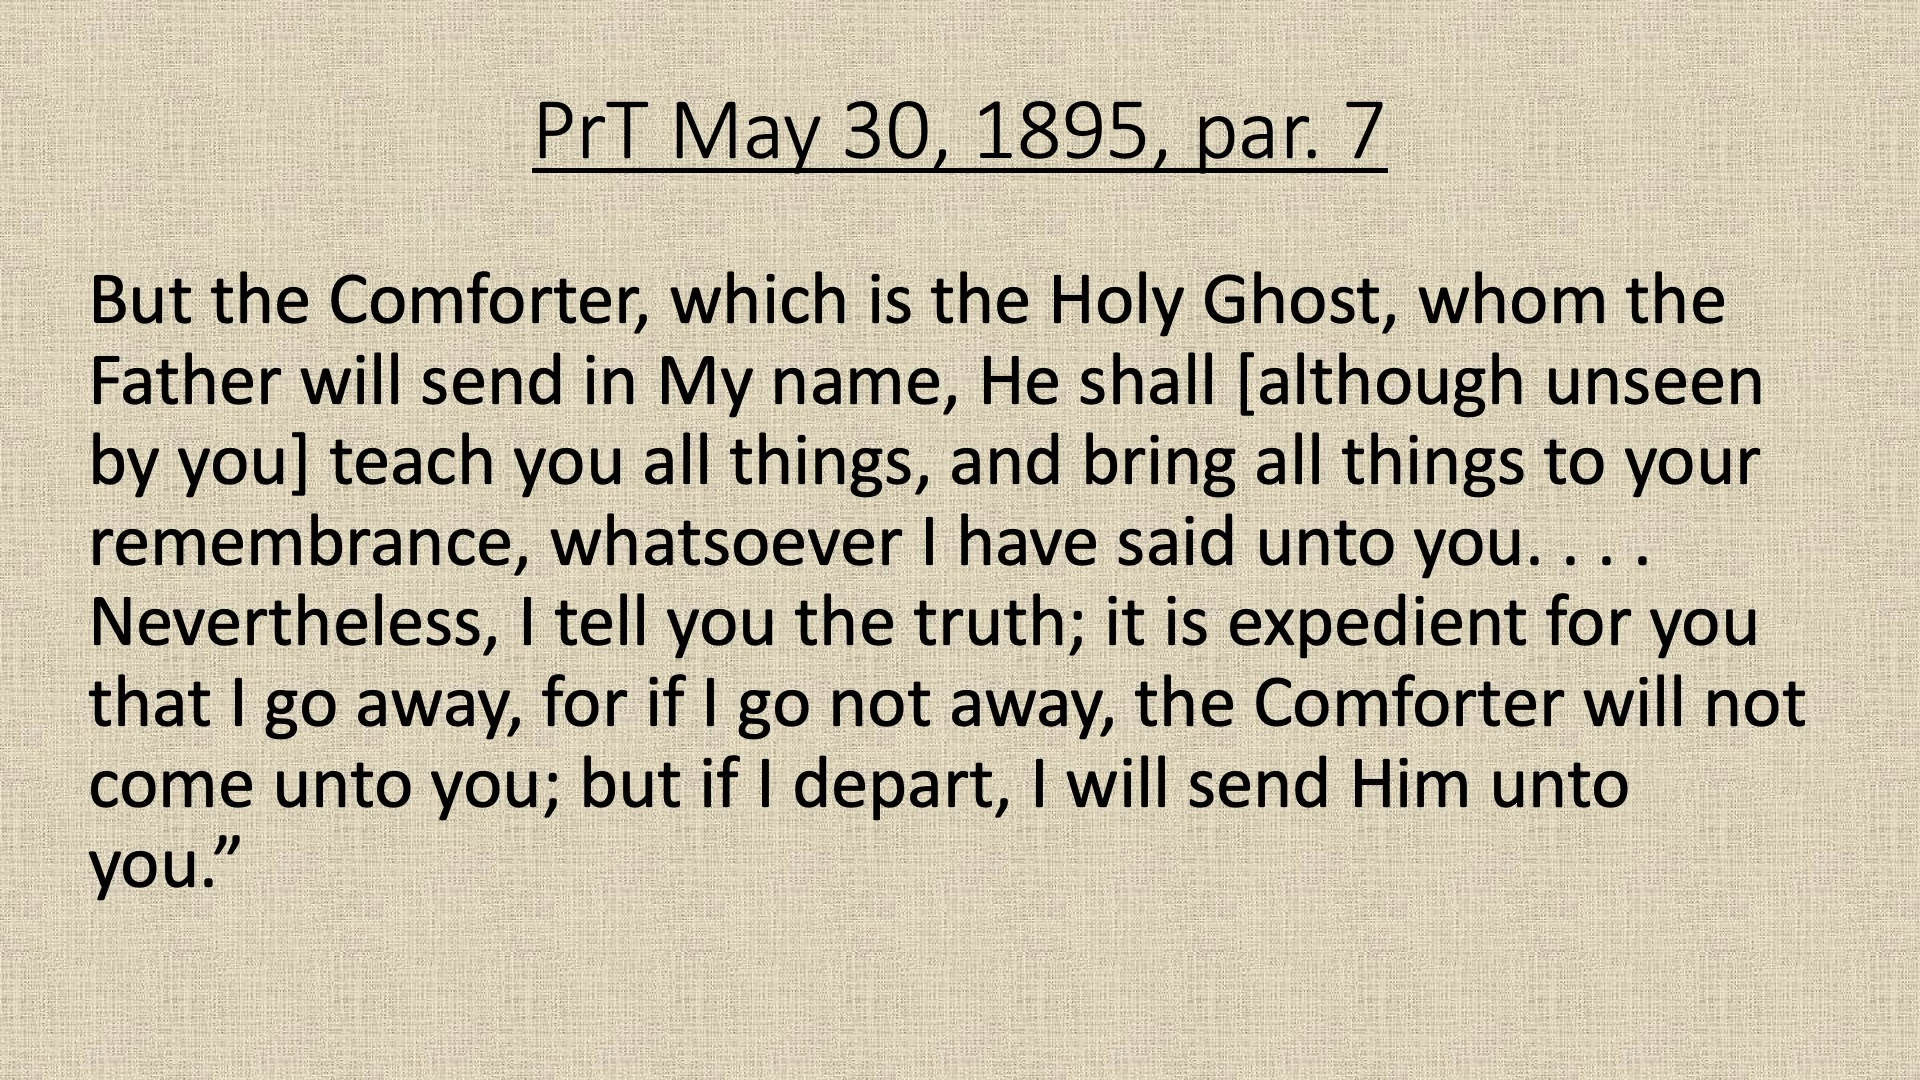 PrT May 30, 1895, par. 7
But the Comforter, which is the Holy Ghost, whom the
Father will send in My name, He shall [although unseen
by you] teach you all things, and bring all things to your
remembrance, whatsoever I have said unto you. . . .
Nevertheless, I tell you the truth; it is expedient for you
that I go away, for if I go not away, the Comforter will not
come unto you; but if I depart, I will send Him unto
you.”